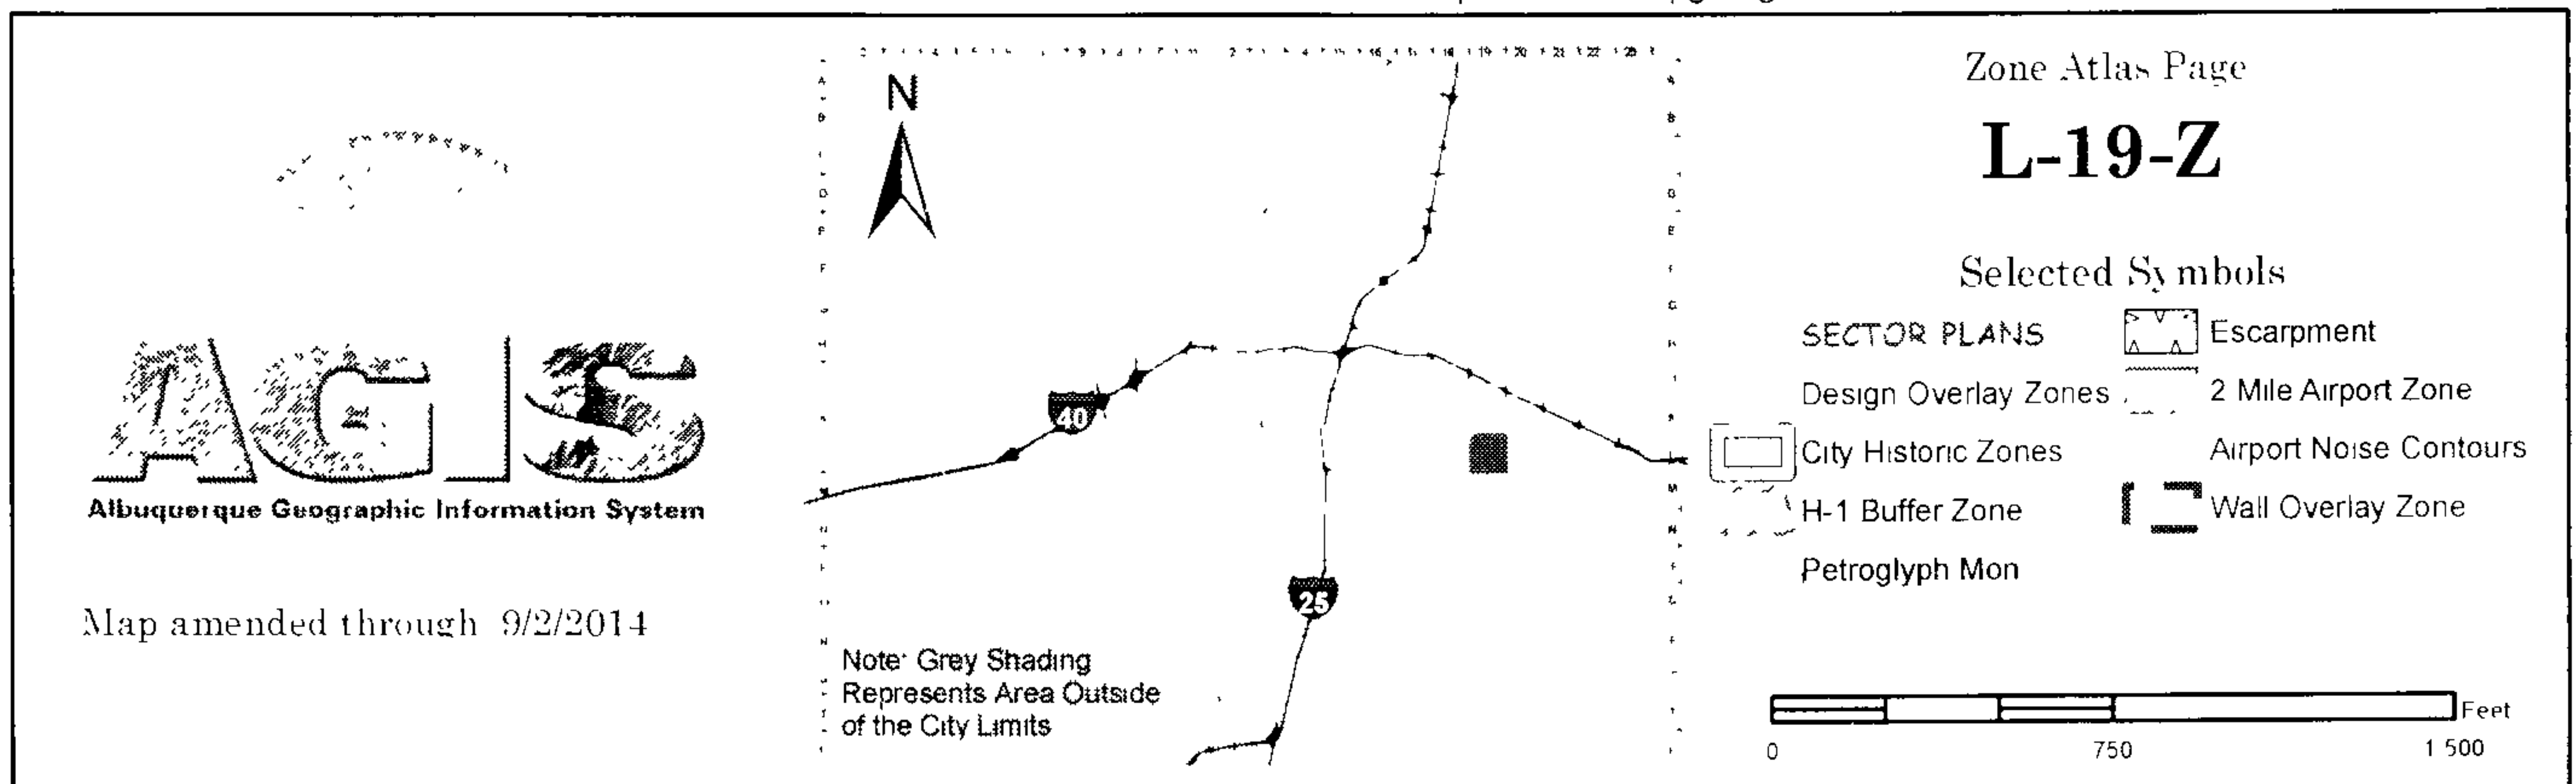 AGIS
Albuquerque Geographic Information System
Map amended through 9/2/2014
N
40
25
Note: Grey Shading
Represents Area Outside
of the City Limits
Zone Atlas Page
L-19-Z
Selected Symbols
SECTOR PLANS
Escarpment
Design Overlay Zones
2 Mile Airport Zone
City Historic Zones
Airport Noise Contours
H-1 Buffer Zone
Wall Overlay Zone
Petroglyph Mon
Feet
0 750 1 500